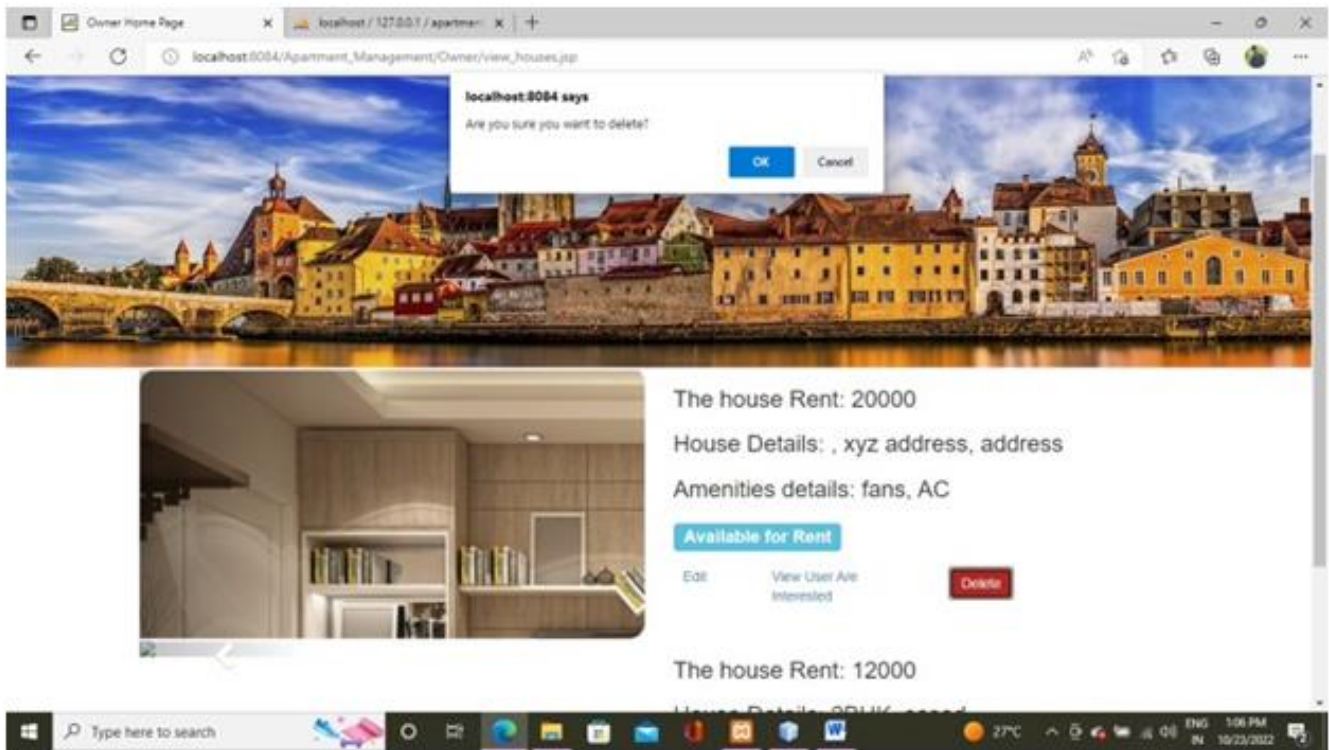 Owner Home Page
localhost / 127.0.0.1 / apartmen
localhost:8084/Apartment_Management/Owner/view_houses.jsp
localhost:8084 says
Are you sure you want to delete?
OK Cancel
The house Rent: 20000
House Details: , xyz address, address
Amenities details: fans, AC
Available for Rent
Edit View User Are Delete
Interested
The house Rent: 12000
Type here to search
27°C ENG 1:06 PM
IN 10/23/2022